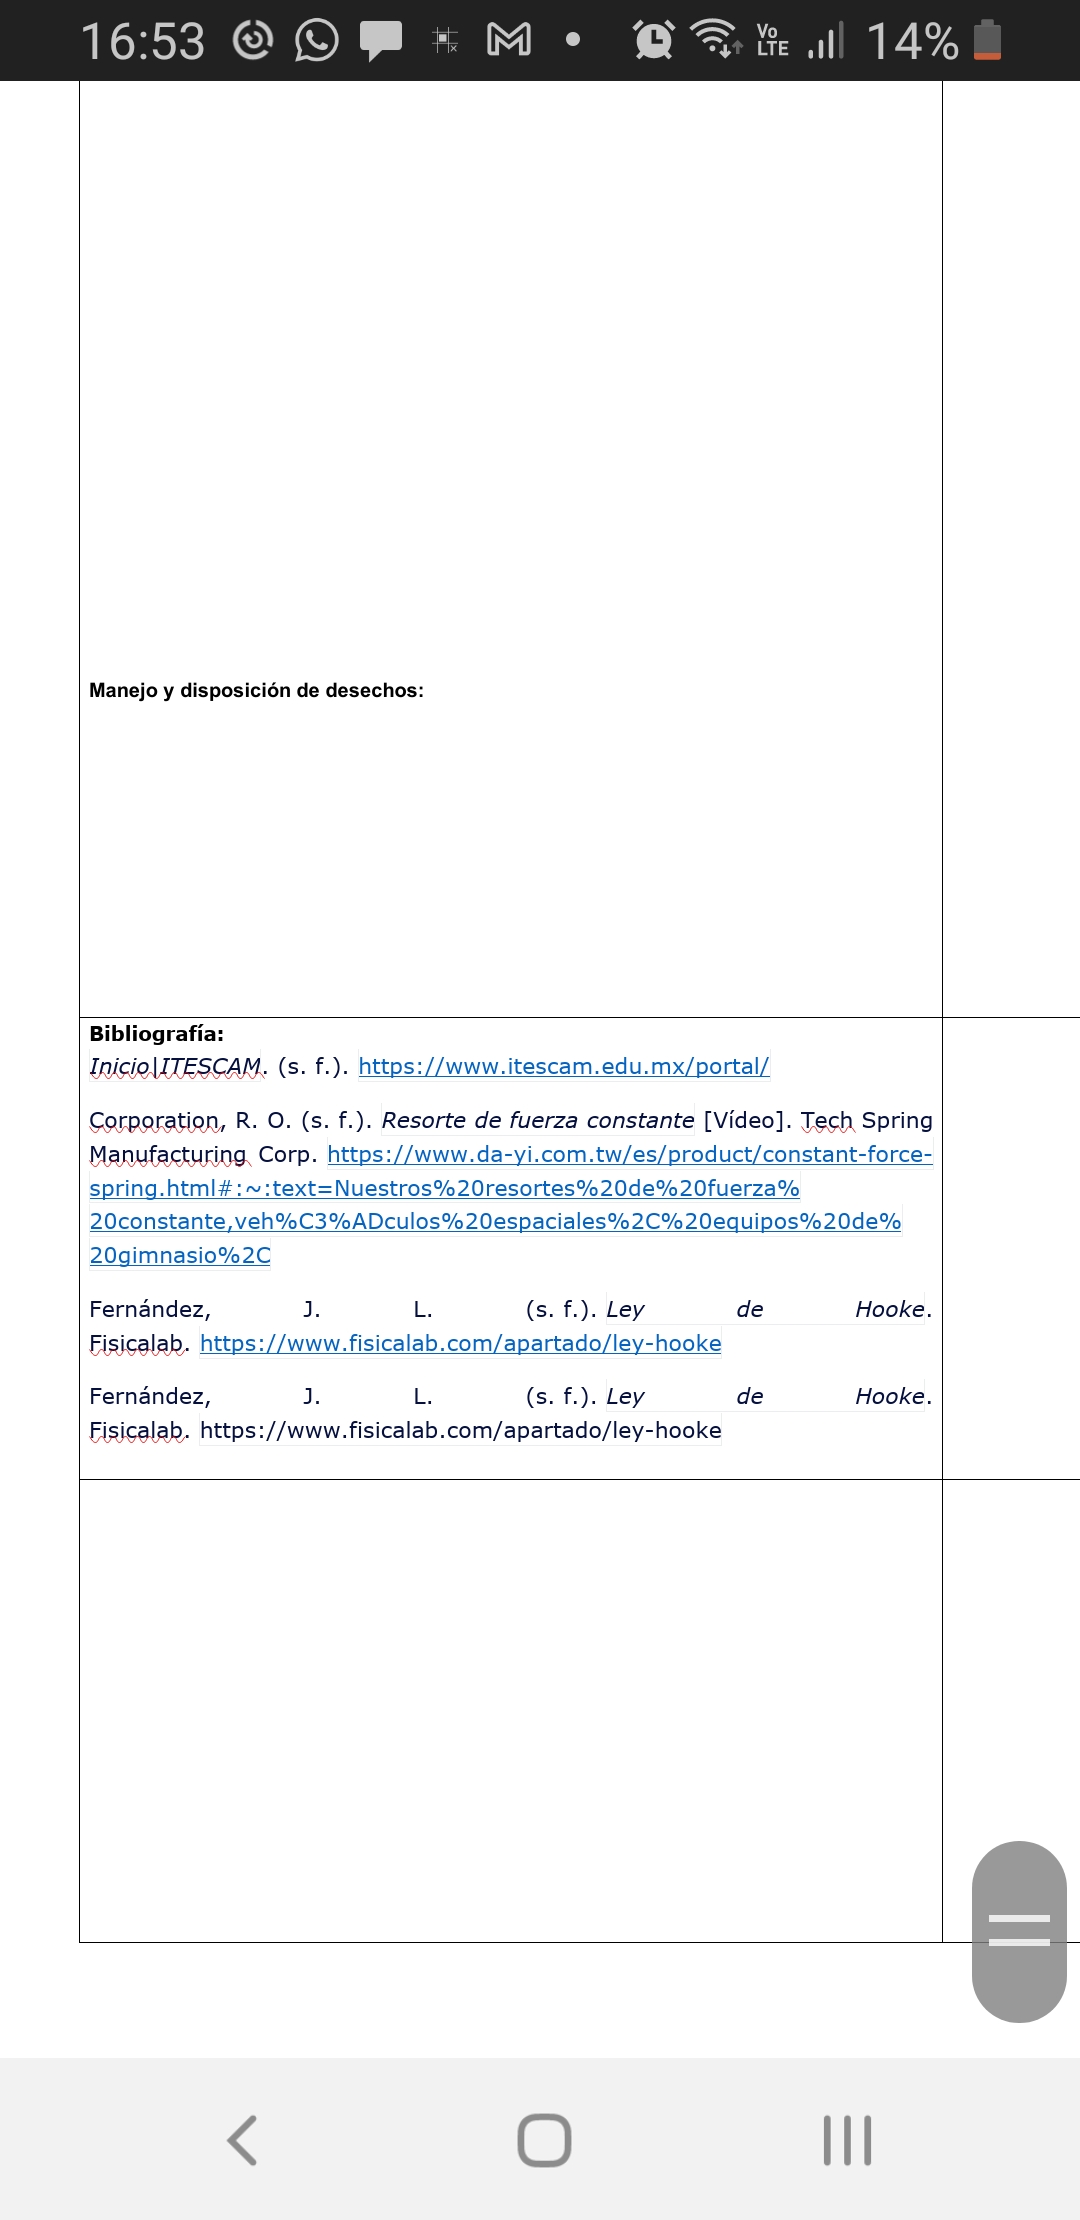 16:53 Vo LTE 14%
Manejo y disposición de desechos:
Bibliografía:
Inicio|ITESCAM. (s. f.). https://www.itescam.edu.mx/portal/
Corporation, R. O. (s. f.). Resorte de fuerza constante [Vídeo]. Tech Spring
Manufacturing Corp. https://www.da-yi.com.tw/es/product/constant-force-
spring.html#:~:text=Nuestros%20resortes%20de%20fuerza%
20constante,veh%C3%ADculos%20espaciales%2C%20equipos%20de%
20gimnasio%2C
Fernández, J. L. (s. f.). Ley de Hooke.
Fisicalab. https://www.fisicalab.com/apartado/ley-hooke
Fernández, J. L. (s. f.). Ley de Hooke.
Fisicalab. https://www.fisicalab.com/apartado/ley-hooke